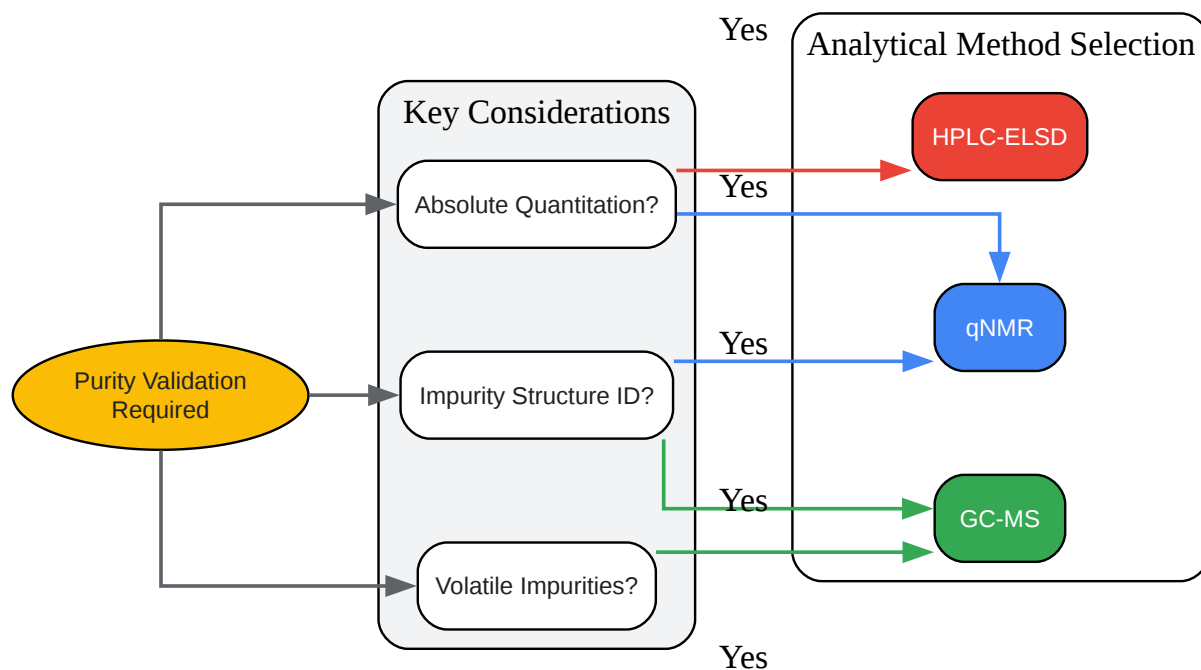 Yes
Analytical Method Selection
Key Considerations
HPLC-ELSD
Absolute Quantitation?
Yes
qNMR
Yes
Purity Validation
Required
Impurity Structure ID?
Yes
GC-MS
Volatile Impurities?
Yes